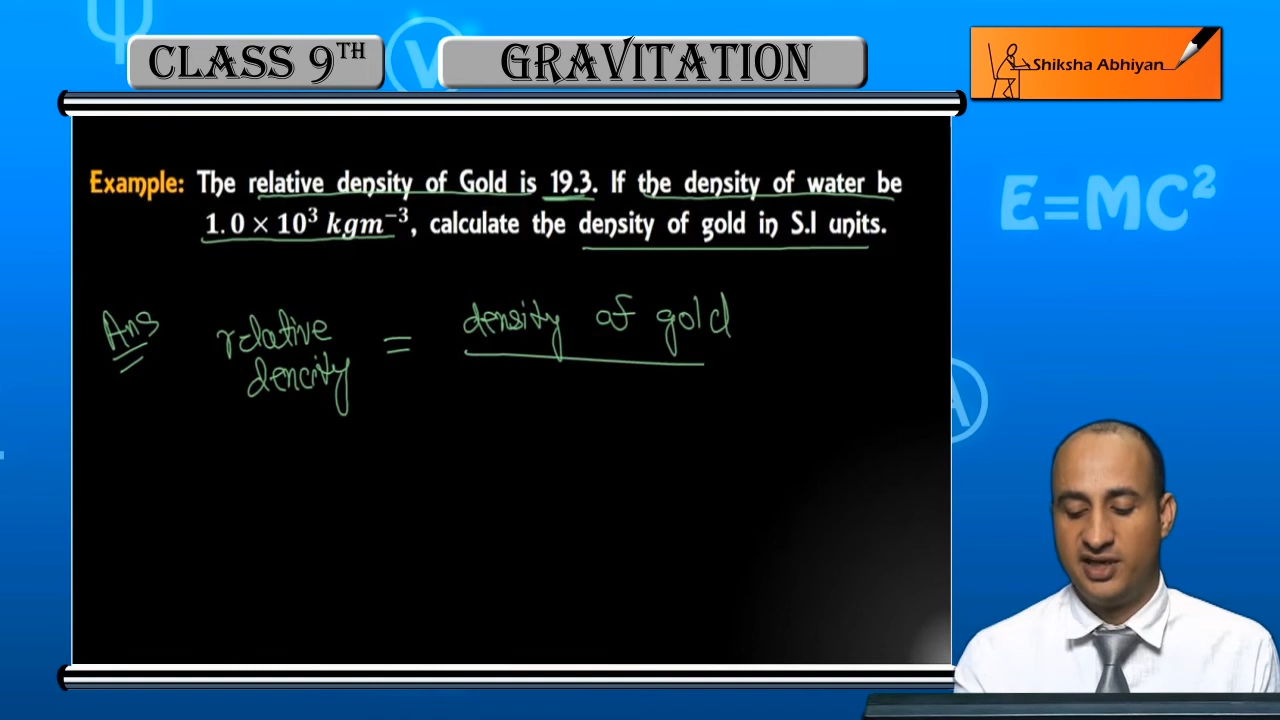 CLASS 9TH
GRAVITATION
Shiksha Abhiyan
E=MC²
Example: The relative density of Gold is 19.3. If the density of water be
1.0 × 10³ kgm⁻³, calculate the density of gold in S.I units.
Ans
relative
dencity
=
density of gold
Ψ
V
A